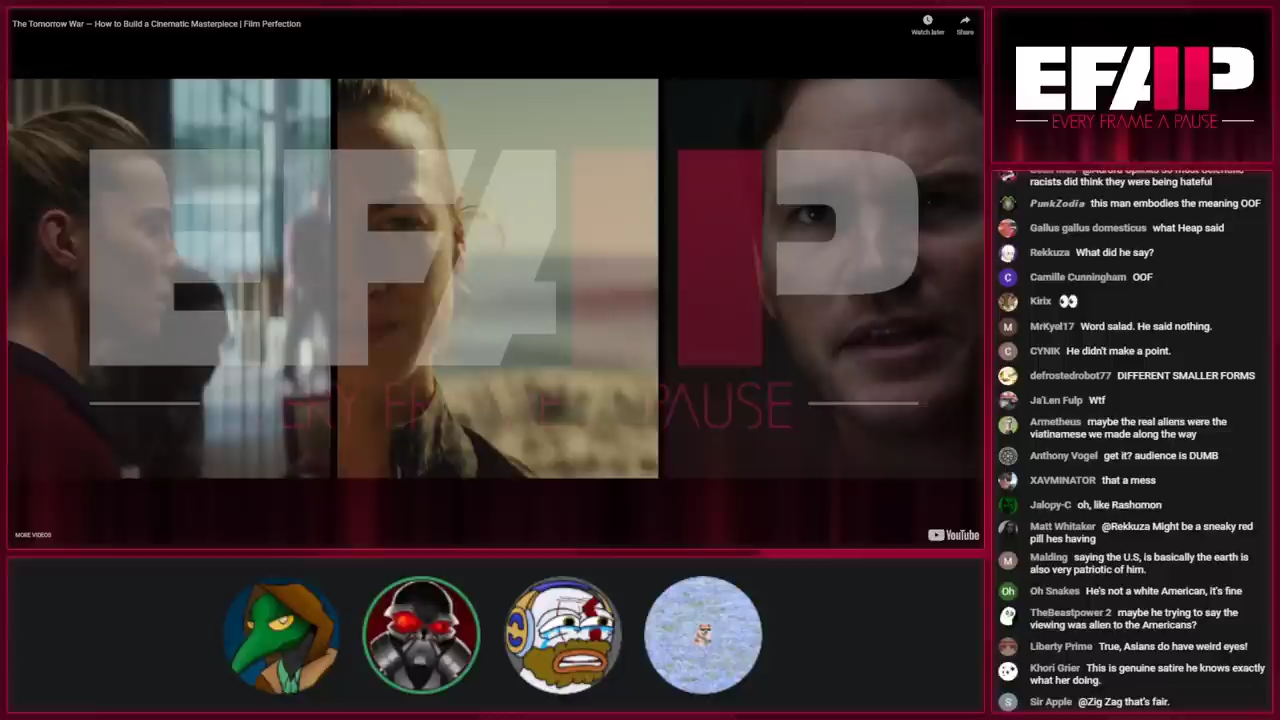 The Tomorrow War — How to Build a Cinematic Masterpiece | Film Perfection
Watch later
Share
EFAP
EVERY FRAME A PAUSE
MORE VIDEOS
YouTube
EFAP
EVERY FRAME A PAUSE
racists did think they were being hateful
PunkZodia this man embodies the meaning OOF
Gallus gallus domesticus what Heap said
Rekkuza What did he say?
C Camille Cunningham OOF
Kirix 👀
M MrKyel17 Word salad. He said nothing.
C CYNIK He didn't make a point.
defrostedrobot77 DIFFERENT SMALLER FORMS
Ja'Len Fulp Wtf
Armetheus maybe the real aliens were the
viatinamese we made along the way
Anthony Vogel get it? audience is DUMB
XAVMINATOR that a mess
Jalopy-C oh, like Rashomon
Matt Whitaker @Rekkuza Might be a sneaky red
pill hes having
M Malding saying the U.S, is basically the earth is
also very patriotic of him.
Oh Oh Snakes He's not a white American, it's fine
TheBeastpower 2 maybe he trying to say the
viewing was alien to the Americans?
Liberty Prime True, Asians do have weird eyes!
Khori Grier This is genuine satire he knows exactly
what her doing.
S Sir Apple @Zig Zag that's fair.